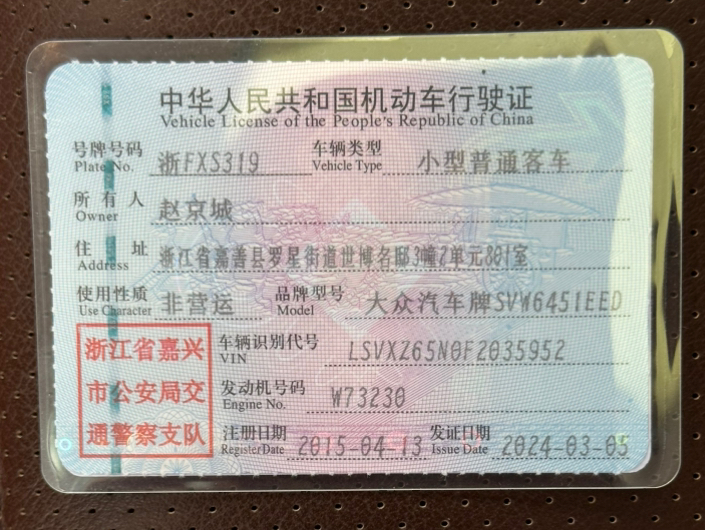 中华人民共和国机动车行驶证
Vehicle License of the People's Republic of China
号牌号码 Plate No. 浙FXS319 车辆类型 Vehicle Type 小型普通客车
所有人 Owner 赵京城
住址 Address 浙江省嘉善县罗星街道世博名邸3幢2单元801室
使用性质 Use Character 非营运 品牌型号 Model 大众汽车牌SVW6451EED
浙江省嘉兴
市公安局交
通警察支队
车辆识别代号 VIN LSVXZ65N0F2035952
发动机号码 Engine No. W73230
注册日期 Register Date 2015-04-13 发证日期 Issue Date 2024-03-05